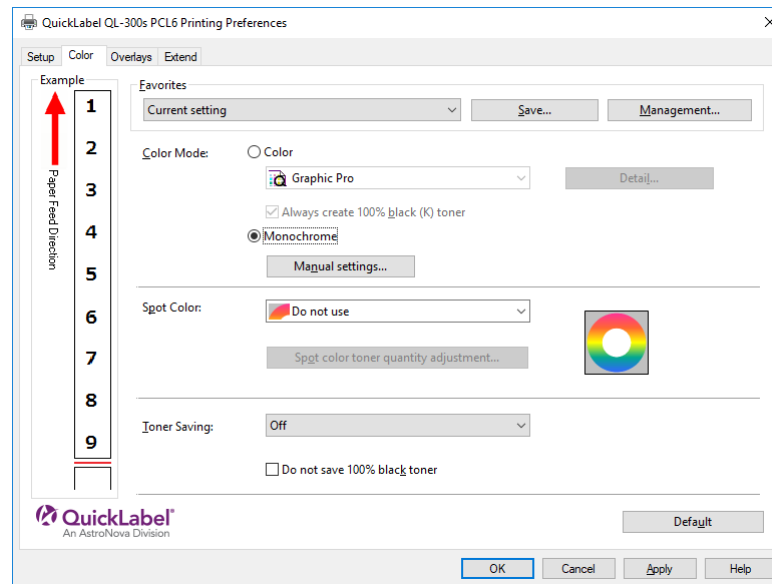 QuickLabel QL-300s PCL6 Printing Preferences
Setup Color Overlays Extend
Example
Paper Feed Direction
1
2
3
4
5
6
7
8
9
Favorites
Current setting
Save...
Management...
Color Mode:
Color
Graphic Pro
Detail...
Always create 100% black (K) toner
Monochrome
Manual settings...
Spot Color:
Do not use
Spot color toner quantity adjustment...
Toner Saving:
Off
Do not save 100% black toner
QuickLabel®
An AstroNova Division
Default
OK Cancel Apply Help